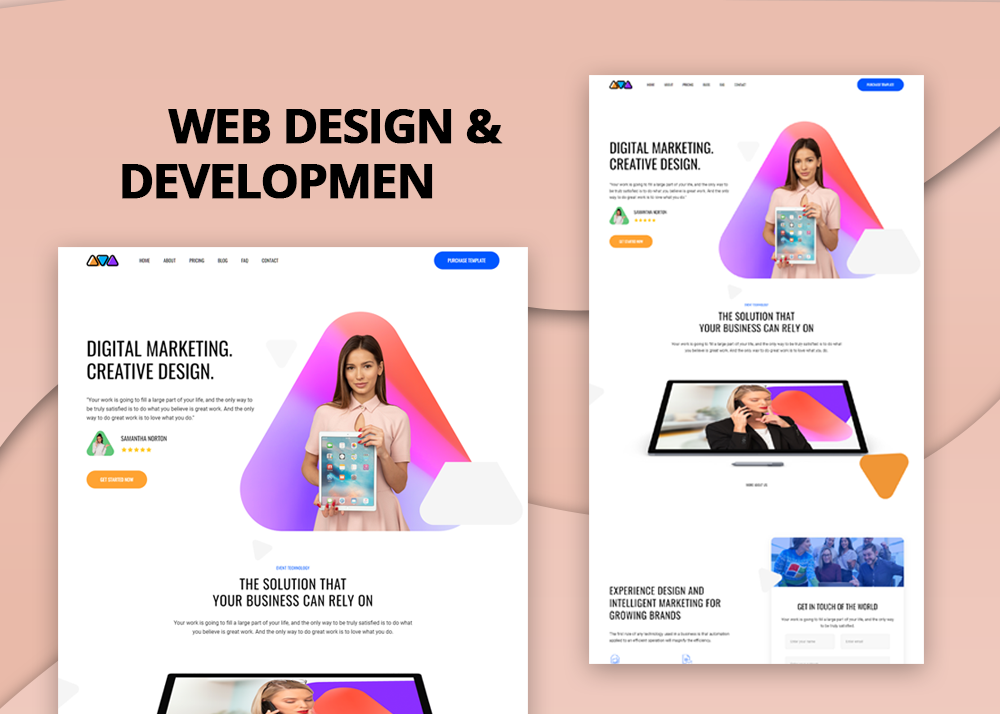 WEB DESIGN &
DEVELOPMEN
HOME ABOUT PRICING BLOG FAQ CONTACT
PURCHASE TEMPLATE
DIGITAL MARKETING.
CREATIVE DESIGN.
"Your work is going to fill a large part of your life, and the only way to
be truly satisfied is to do what you believe is great work. And the only
way to do great work is to love what you do."
SAMANTHA NORTON
GET STARTED NOW
EVENT TECHNOLOGY
THE SOLUTION THAT
YOUR BUSINESS CAN RELY ON
Your work is going to fill a large part of your life, and the only way to be truly satisfied is to do what
you believe is great work. And the only way to do great work is to love what you do.
HOME ABOUT PRICING BLOG FAQ CONTACT
PURCHASE TEMPLATE
DIGITAL MARKETING.
CREATIVE DESIGN.
"Your work is going to fill a large part of your life, and the only way to
be truly satisfied is to do what you believe is great work. And the only
way to do great work is to love what you do."
SAMANTHA NORTON
GET STARTED NOW
EVENT TECHNOLOGY
THE SOLUTION THAT
YOUR BUSINESS CAN RELY ON
Your work is going to fill a large part of your life, and the only way to be truly satisfied is to do what
you believe is great work. And the only way to do great work is to love what you do.
MORE ABOUT US
EXPERIENCE DESIGN AND
INTELLIGENT MARKETING FOR
GROWING BRANDS
The first rule of any technology used in a business is that automation
applied to an efficient operation will magnify the efficiency.
GET IN TOUCH OF THE WORLD
Your work is going to fill a large part of your life, and the only way
to be truly satisfied.
Enter your name
Enter email